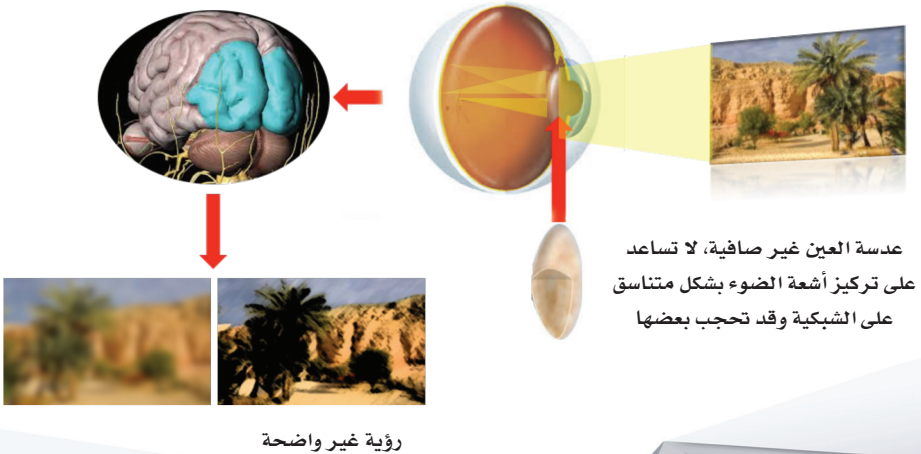 عدسة العين غير صافية، لا تساعد
على تركيز أشعة الضوء بشكل متناسق
على الشبكية وقد تحجب بعضها
رؤية غير واضحة